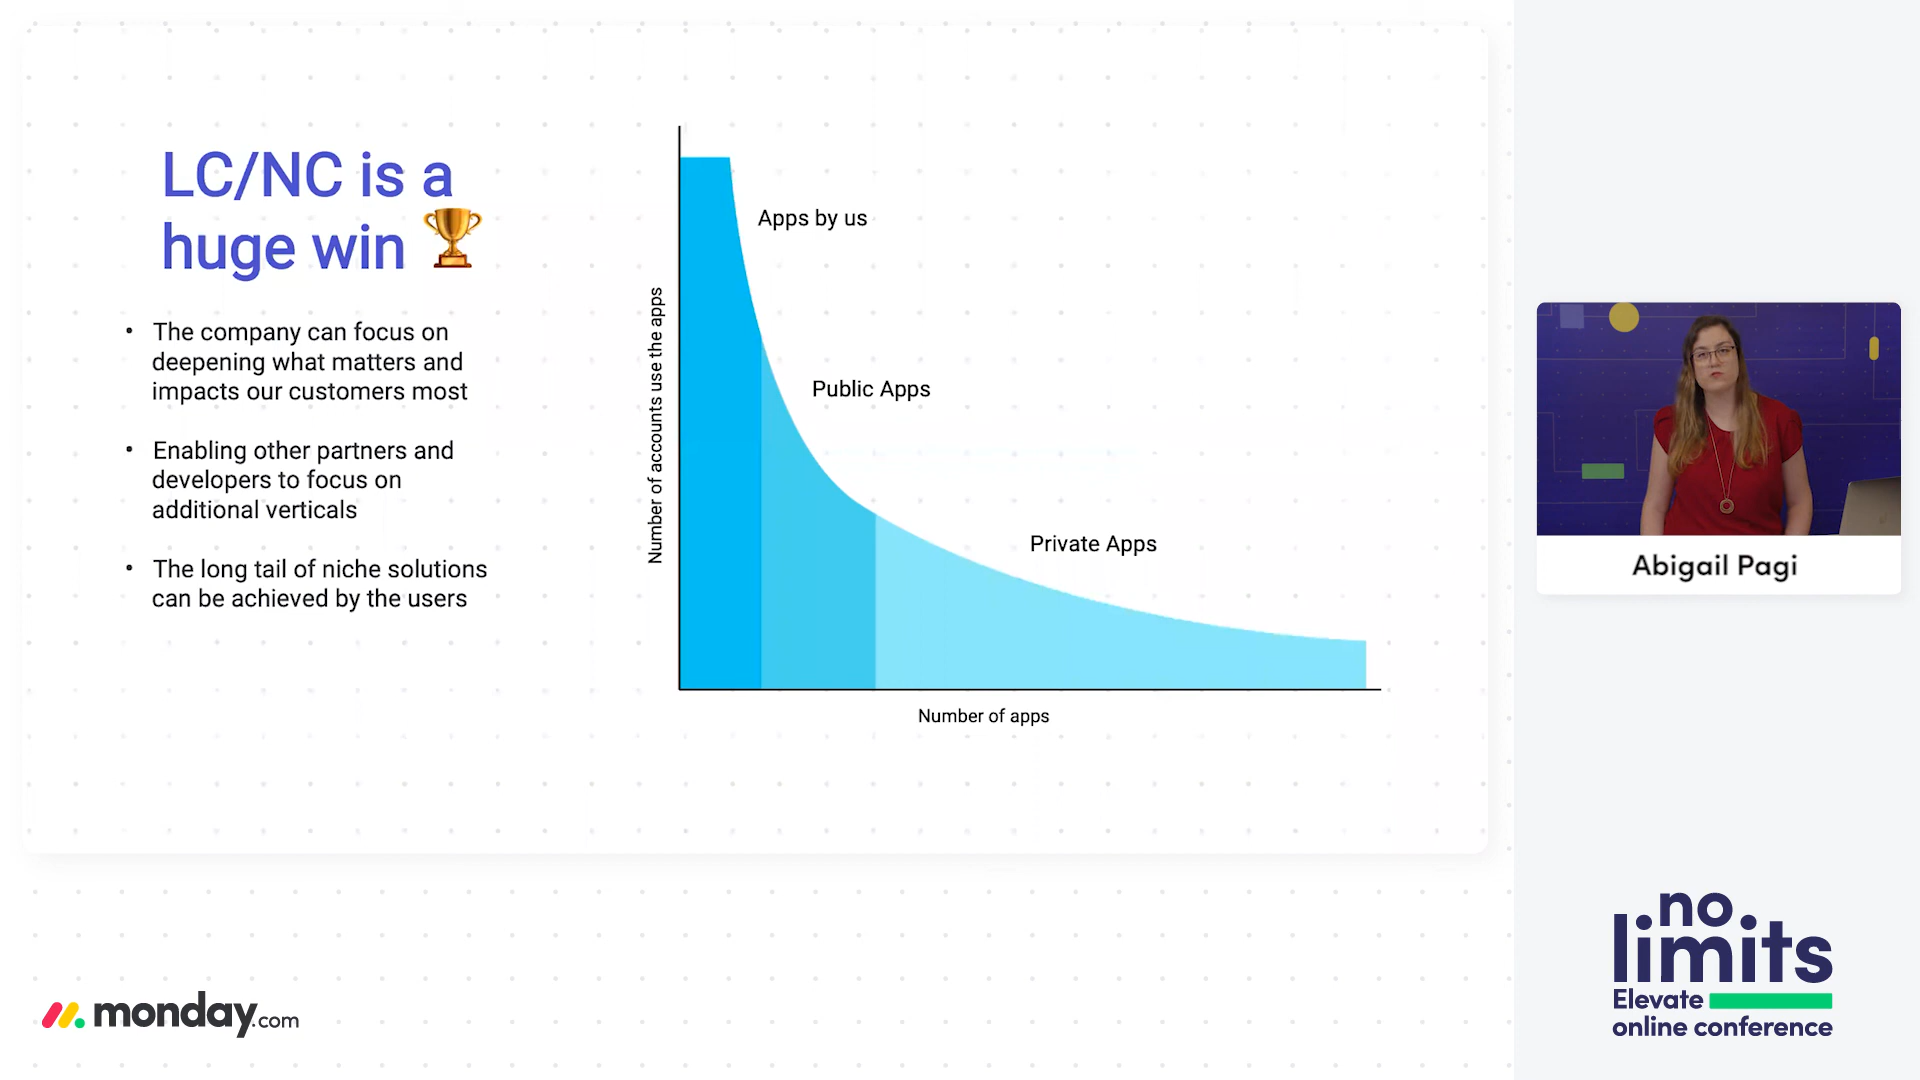 LC/NC is a
huge win
• The company can focus on
deepening what matters and
impacts our customers most
• Enabling other partners and
developers to focus on
additional verticals
• The long tail of niche solutions
can be achieved by the users
Number of accounts use the apps
Apps by us
Public Apps
Private Apps
Number of apps
Abigail Pagi
monday.com
no
limits
Elevate
online conference